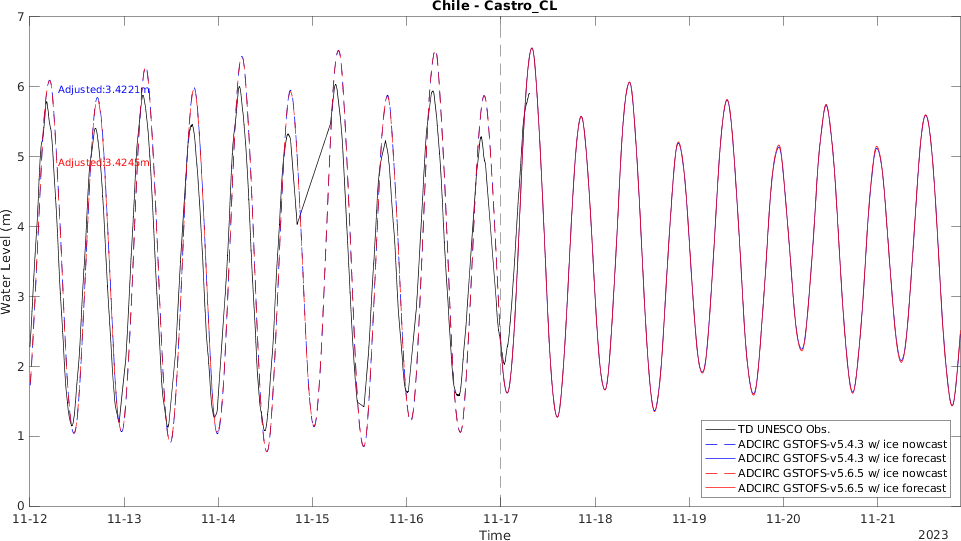 Chile - Castro_CL
7
6
5
4
3
2
1
0
Water Level (m)
Adjusted:3.4221m
Adjusted:3.4245m
TD UNESCO Obs.
ADCIRC GSTOFS-v5.4.3 w/ ice nowcast
ADCIRC GSTOFS-v5.4.3 w/ ice forecast
ADCIRC GSTOFS-v5.6.5 w/ ice nowcast
ADCIRC GSTOFS-v5.6.5 w/ ice forecast
11-12 11-13 11-14 11-15 11-16 11-17 11-18 11-19 11-20 11-21
Time
2023